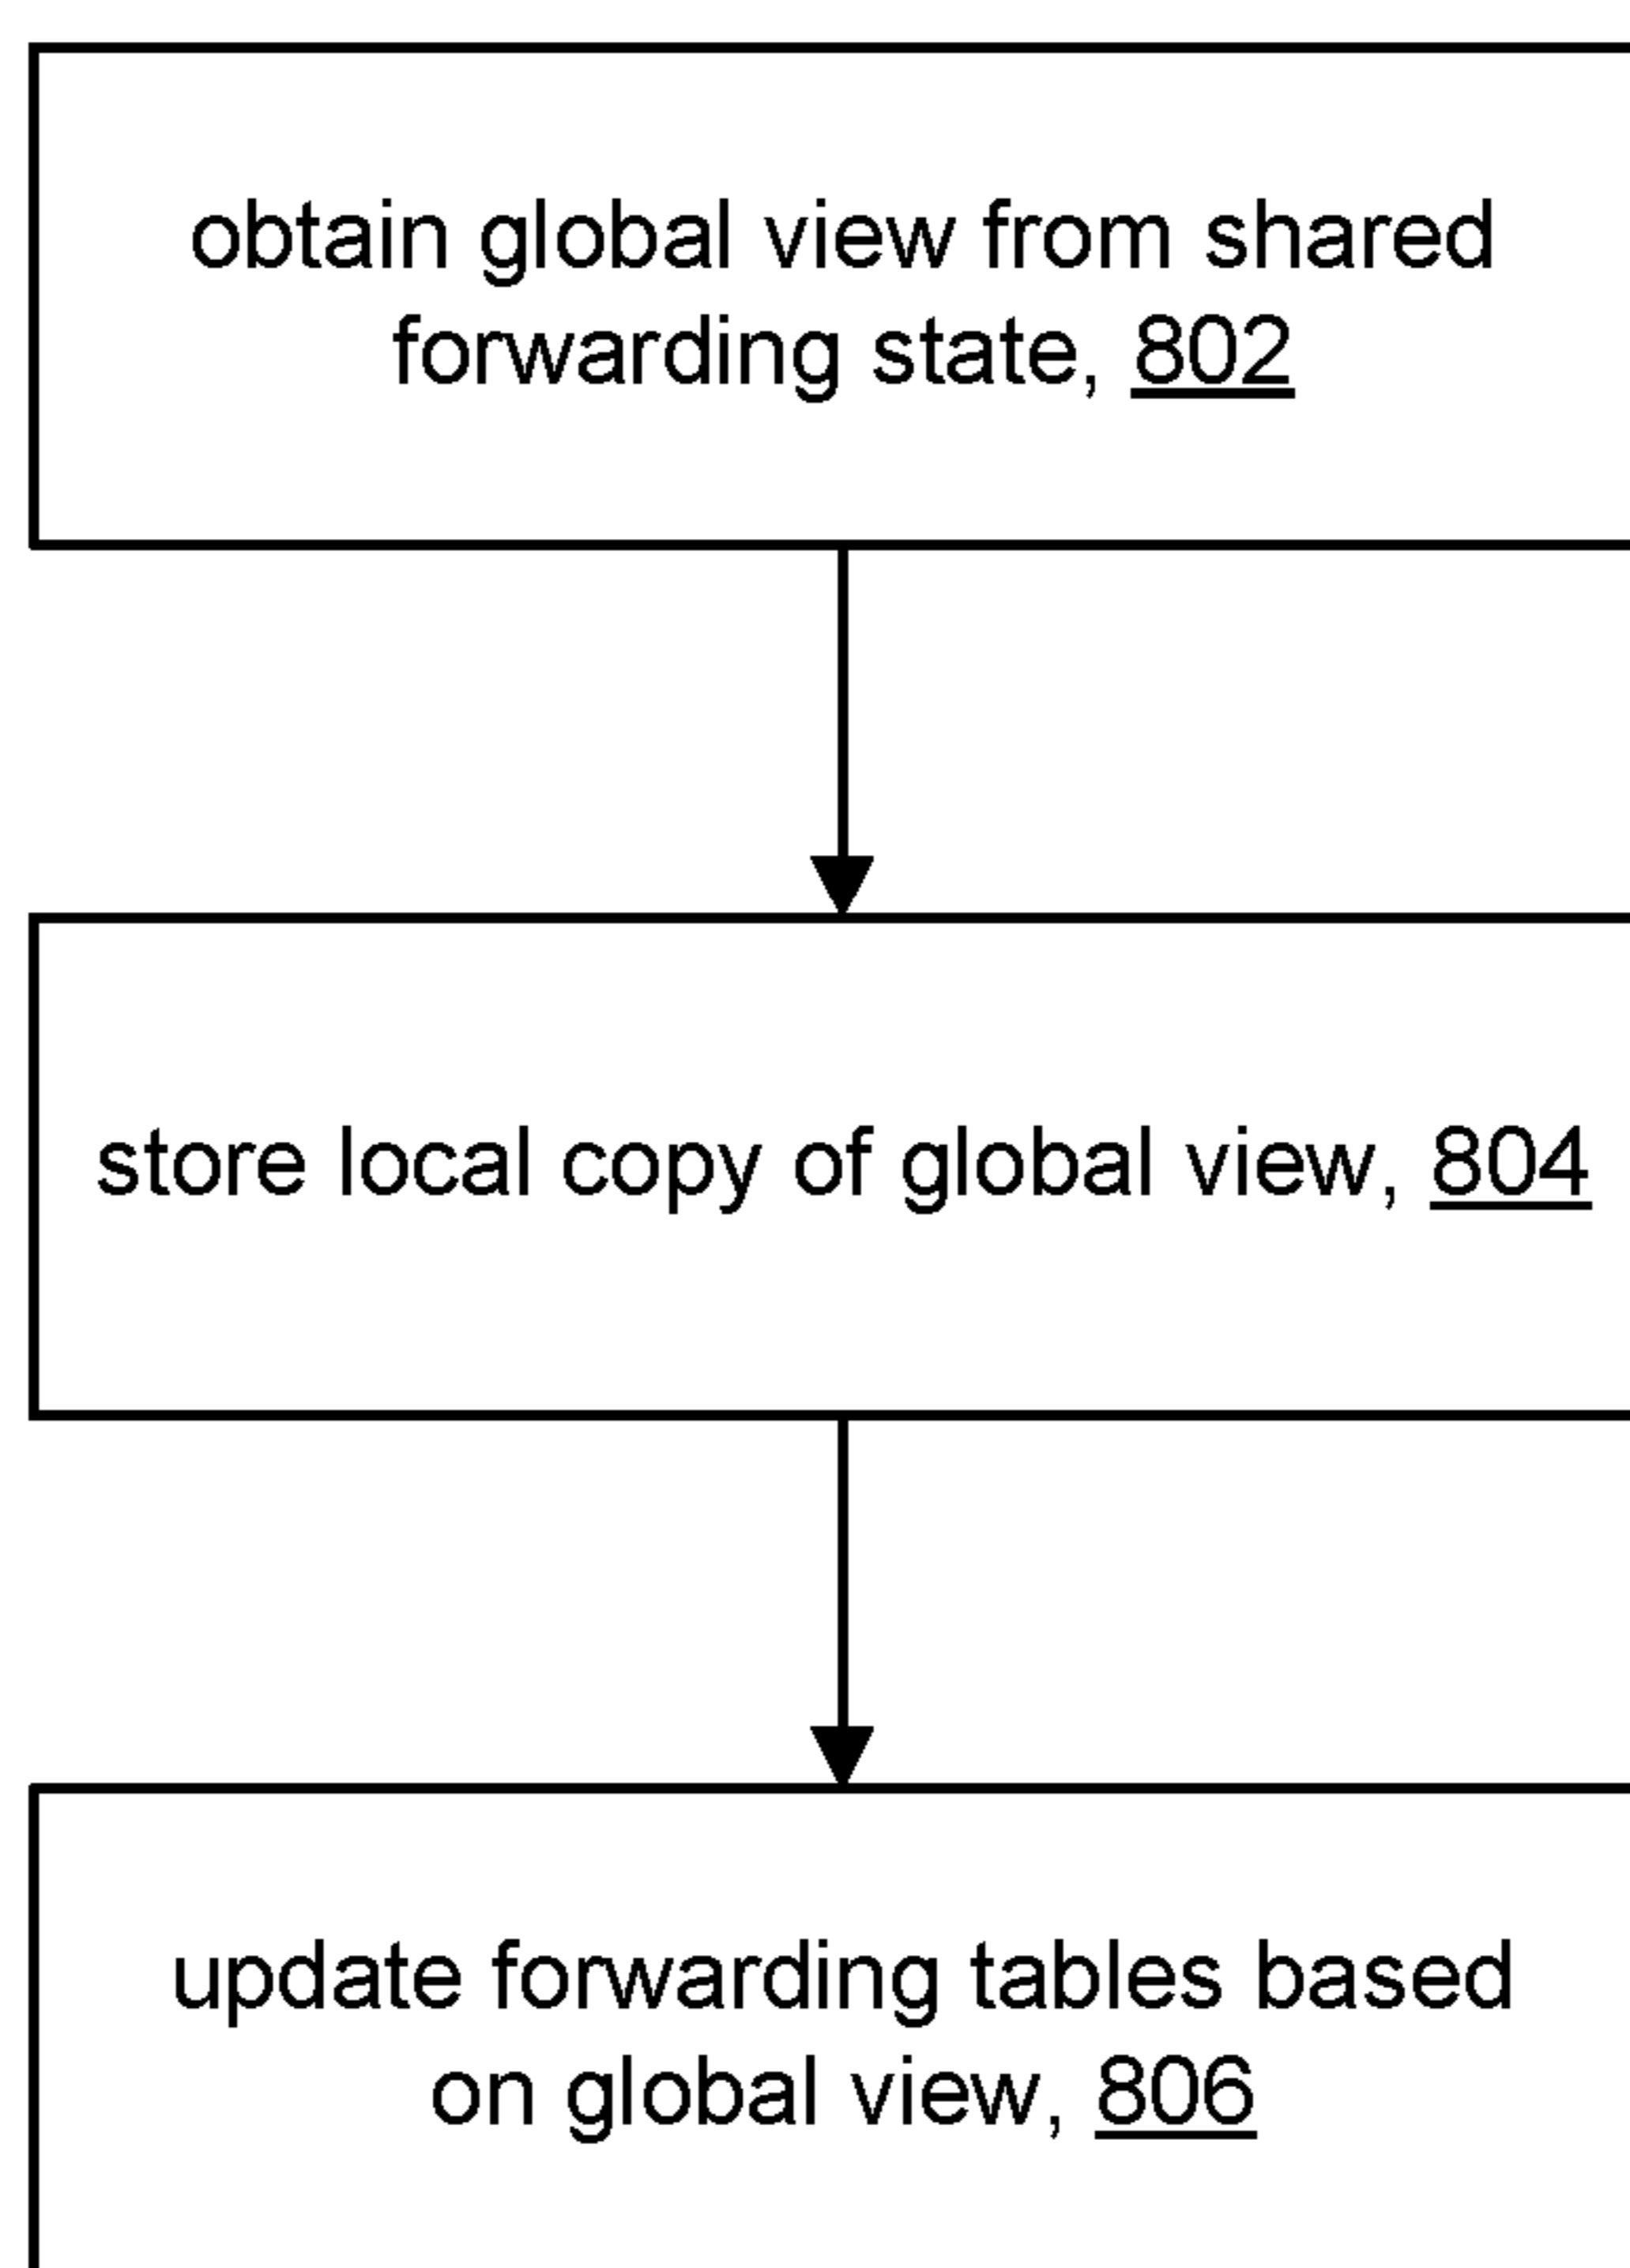 obtain global view from shared
forwarding state, 802
store local copy of global view, 804
update forwarding tables based
on global view, 806